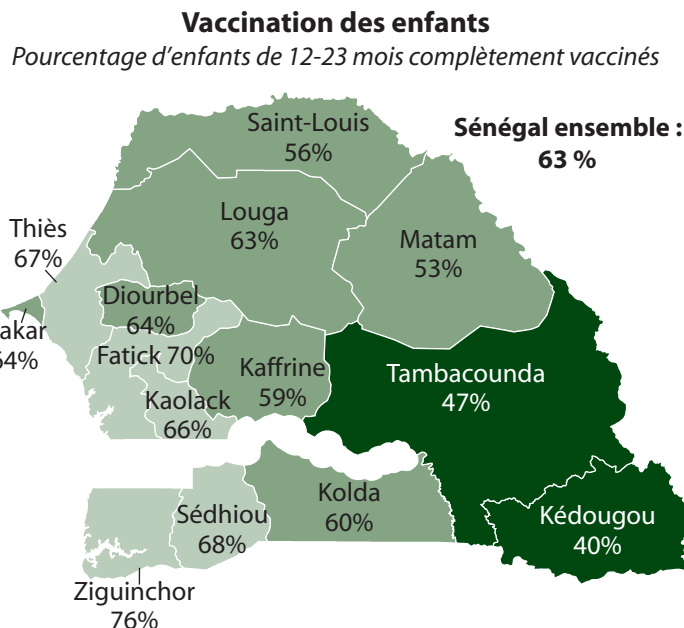 Vaccination des enfants
Pourcentage d’enfants de 12-23 mois complètement vaccinés
Saint-Louis
56%
Sénégal ensemble :
63 %
Louga
63%
Thiès
67%
Matam
53%
Diourbel
64%
akar
64%
Fatick 70%
Kaffrine
59%
Tambacounda
47%
Kaolack
66%
Kolda
60%
Sédhiou
68%
Kédougou
40%
Ziguinchor
76%